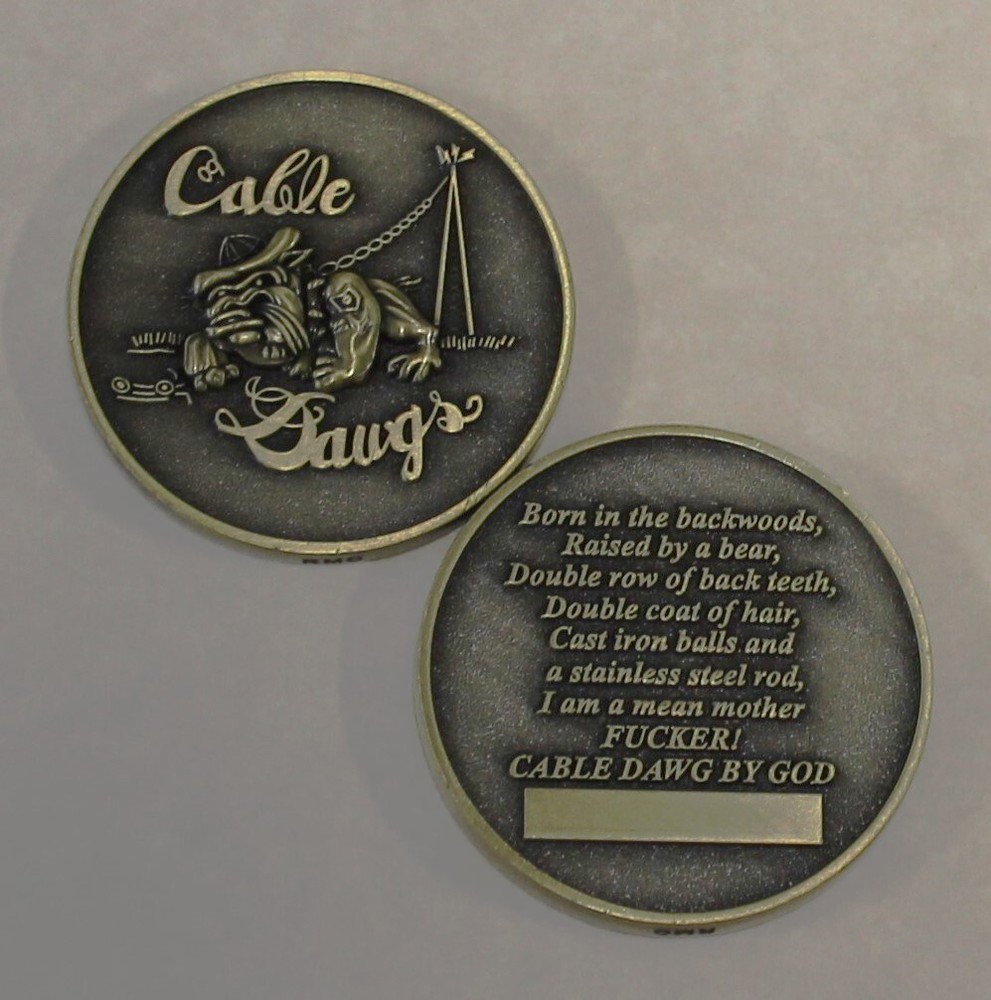 Cable
Dawgs
Born in the backwoods,
Raised by a bear,
Double row of back teeth,
Double coat of hair,
Cast iron balls and
a stainless steel rod,
I am a mean mother
FUCKER!
CABLE DAWG BY GOD